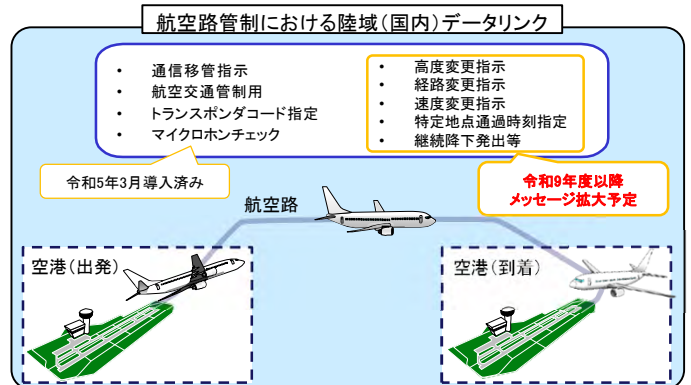 航空路管制における陸域(国内)データリンク
• 通信移管指示
• 航空交通管制用
• トランスポンダコード指定
• マイクロホンチェック
• 高度変更指示
• 経路変更指示
• 速度変更指示
• 特定地点通過時刻指定
• 継続降下発出等
令和5年3月導入済み
令和9年度以降
メッセージ拡大予定
航空路
空港(出発)
空港(到着)